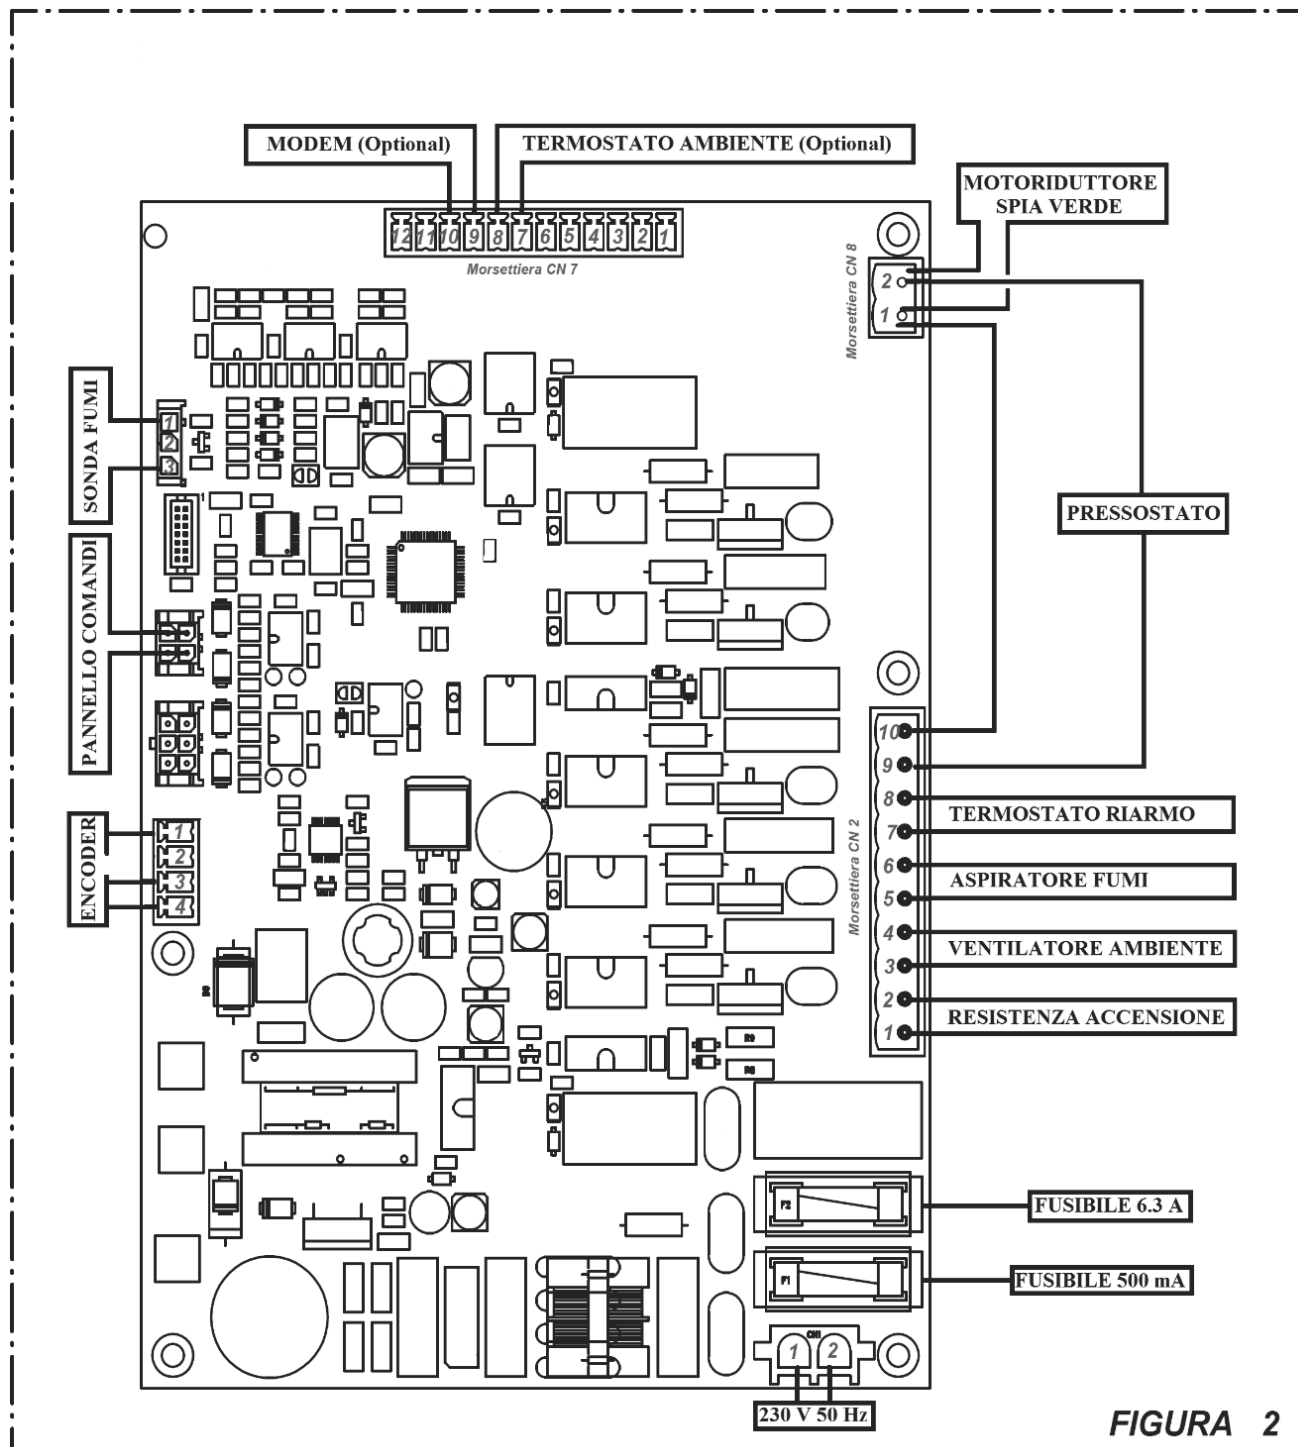 MODEM (Optional)
TERMOSTATO AMBIENTE (Optional)
MOTORIDUTTORE
SPIA VERDE
12 11 10 9 8 7 6 5 4 3 2 1
Morsettiera CN 7
Morsettiera CN 8
2
1
SONDA FUMI
1
2
3
1
PRESSOSTATO
PANNELLO COMANDI
ENCODER
1
2
3
4
Morsettiera CN 2
10
9
8
7
6
5
4
3
2
1
TERMOSTATO RIARMO
ASPIRATORE FUMI
VENTILATORE AMBIENTE
RESISTENZA ACCENSIONE
R9
R8
F2
FUSIBILE 6.3 A
F1
FUSIBILE 500 mA
CN1
1 2
230 V 50 Hz
FIGURA 2